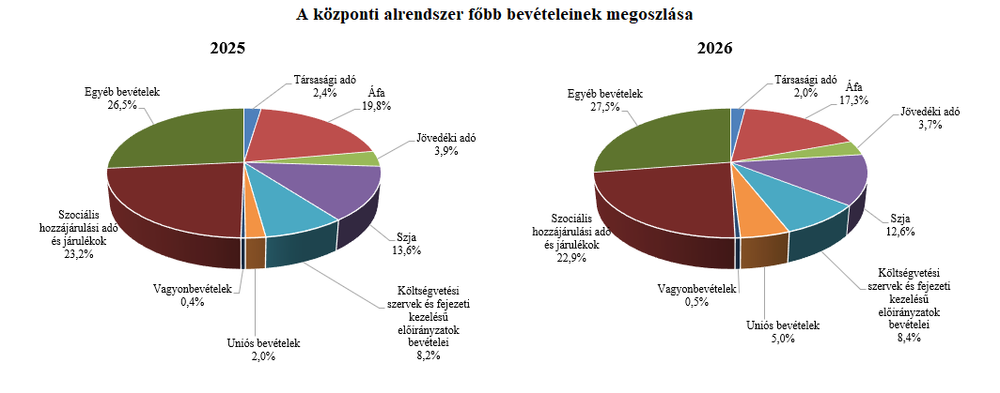 A központi alrendszer főbb bevételeinek megoszlása
2025
Társasági adó
2,4%
Áfa
19,8%
Jövedéki adó
3,9%
Szja
13,6%
Költségvetési
szervek és fejezeti
kezelésű
előirányzatok
bevételei
8,2%
Uniós bevételek
2,0%
Vagyonbevételek
0,4%
Szociális
hozzájárulási adó
és járulékok
23,2%
Egyéb bevételek
26,5%
2026
Társasági adó
2,0%
Áfa
17,3%
Jövedéki adó
3,7%
Szja
12,6%
Költségvetési
szervek és fejezeti
kezelésű
előirányzatok
bevételei
8,4%
Uniós bevételek
5,0%
Vagyonbevételek
0,5%
Szociális
hozzájárulási adó
és járulékok
22,9%
Egyéb bevételek
27,5%